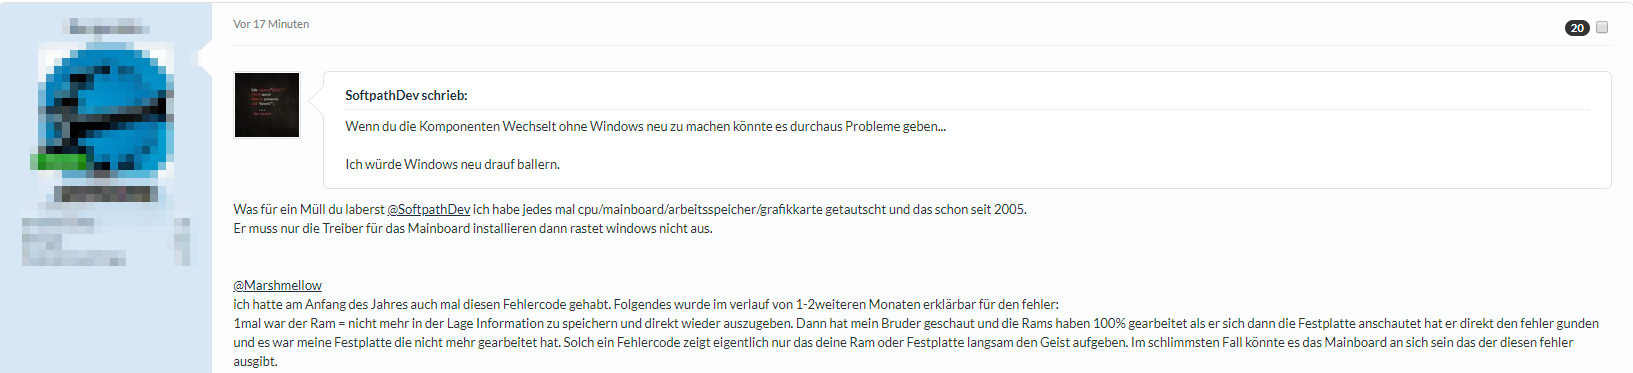 Vor 17 Minuten
20
SoftpathDev schrieb:
Wenn du die Komponenten Wechselt ohne Windows neu zu machen könnte es durchaus Probleme geben...
Ich würde Windows neu drauf ballern.
Was für ein Müll du laberst @SoftpathDev ich habe jedes mal cpu/mainboard/arbeitsspeicher/grafikkarte getautscht und das schon seit 2005.
Er muss nur die Treiber für das Mainboard installieren dann rastet windows nicht aus.
@Marshmellow
ich hatte am Anfang des Jahres auch mal diesen Fehlercode gehabt. Folgendes wurde im verlauf von 1-2weiteren Monaten erklärbar für den fehler:
1mal war der Ram = nicht mehr in der Lage Information zu speichern und direkt wieder auszugeben. Dann hat mein Bruder geschaut und die Rams haben 100% gearbeitet als er sich dann die Festplatte anschautet hat er direkt den fehler gunden
und es war meine Festplatte die nicht mehr gearbeitet hat. Solch ein Fehlercode zeigt eigentlich nur das deine Ram oder Festplatte langsam den Geist aufgeben. Im schlimmsten Fall könnte es das Mainboard an sich sein das der diesen fehler
ausgibt.